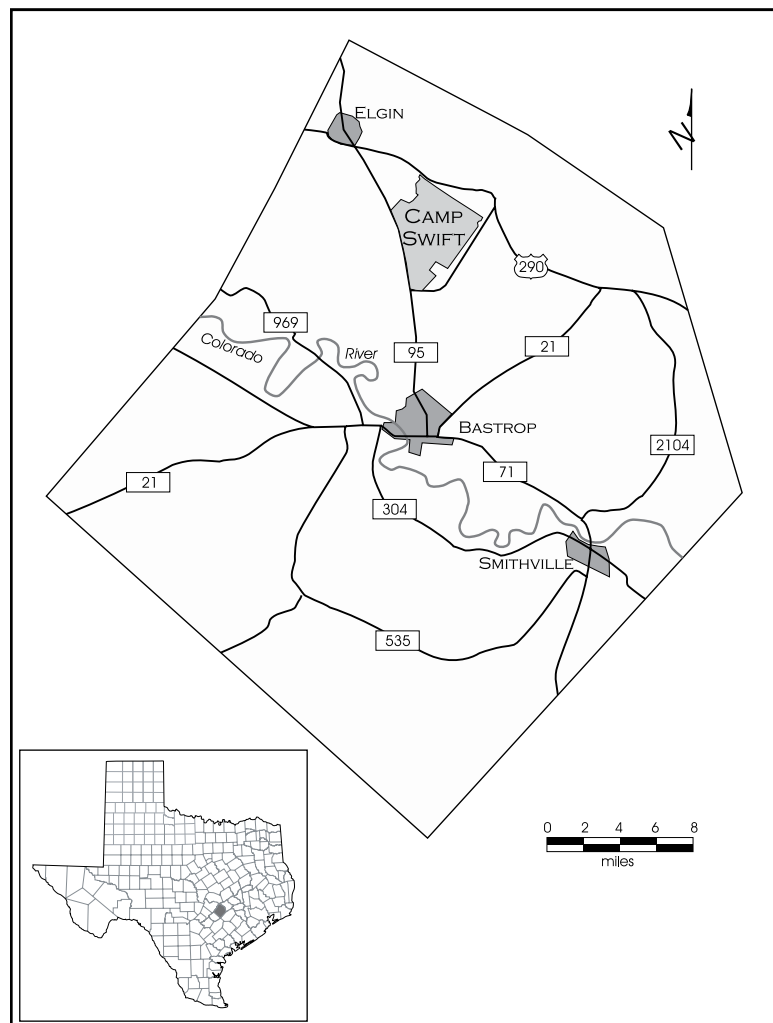 ELGIN
N
CAMP
SWIFT
290
969
Colorado
River
95
21
BASTROP
2104
21
71
304
SMITHVILLE
535
0 2 4 6 8
miles